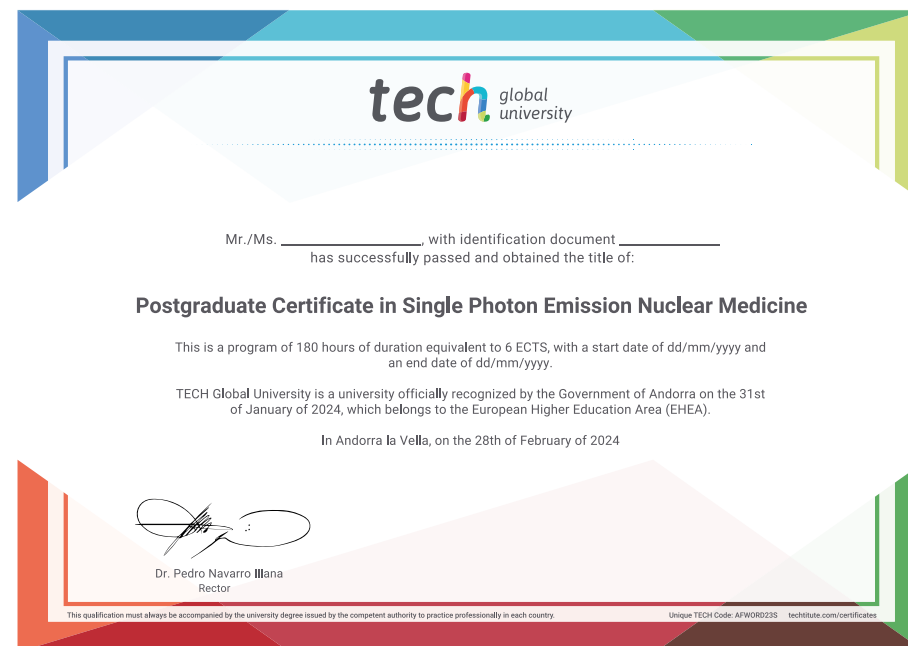 tech global
university
Mr./Ms. ____________, with identification document ____________
has successfully passed and obtained the title of:
Postgraduate Certificate in Single Photon Emission Nuclear Medicine
This is a program of 180 hours of duration equivalent to 6 ECTS, with a start date of dd/mm/yyyy and
an end date of dd/mm/yyyy.
TECH Global University is a university officially recognized by the Government of Andorra on the 31st
of January of 2024, which belongs to the European Higher Education Area (EHEA).
In Andorra la Vella, on the 28th of February of 2024
Dr. Pedro Navarro Illana
Rector
This qualification must always be accompanied by the university degree issued by the competent authority to practice professionally in each country.
Unique TECH Code: AFWORD23S techtitute.com/certificates